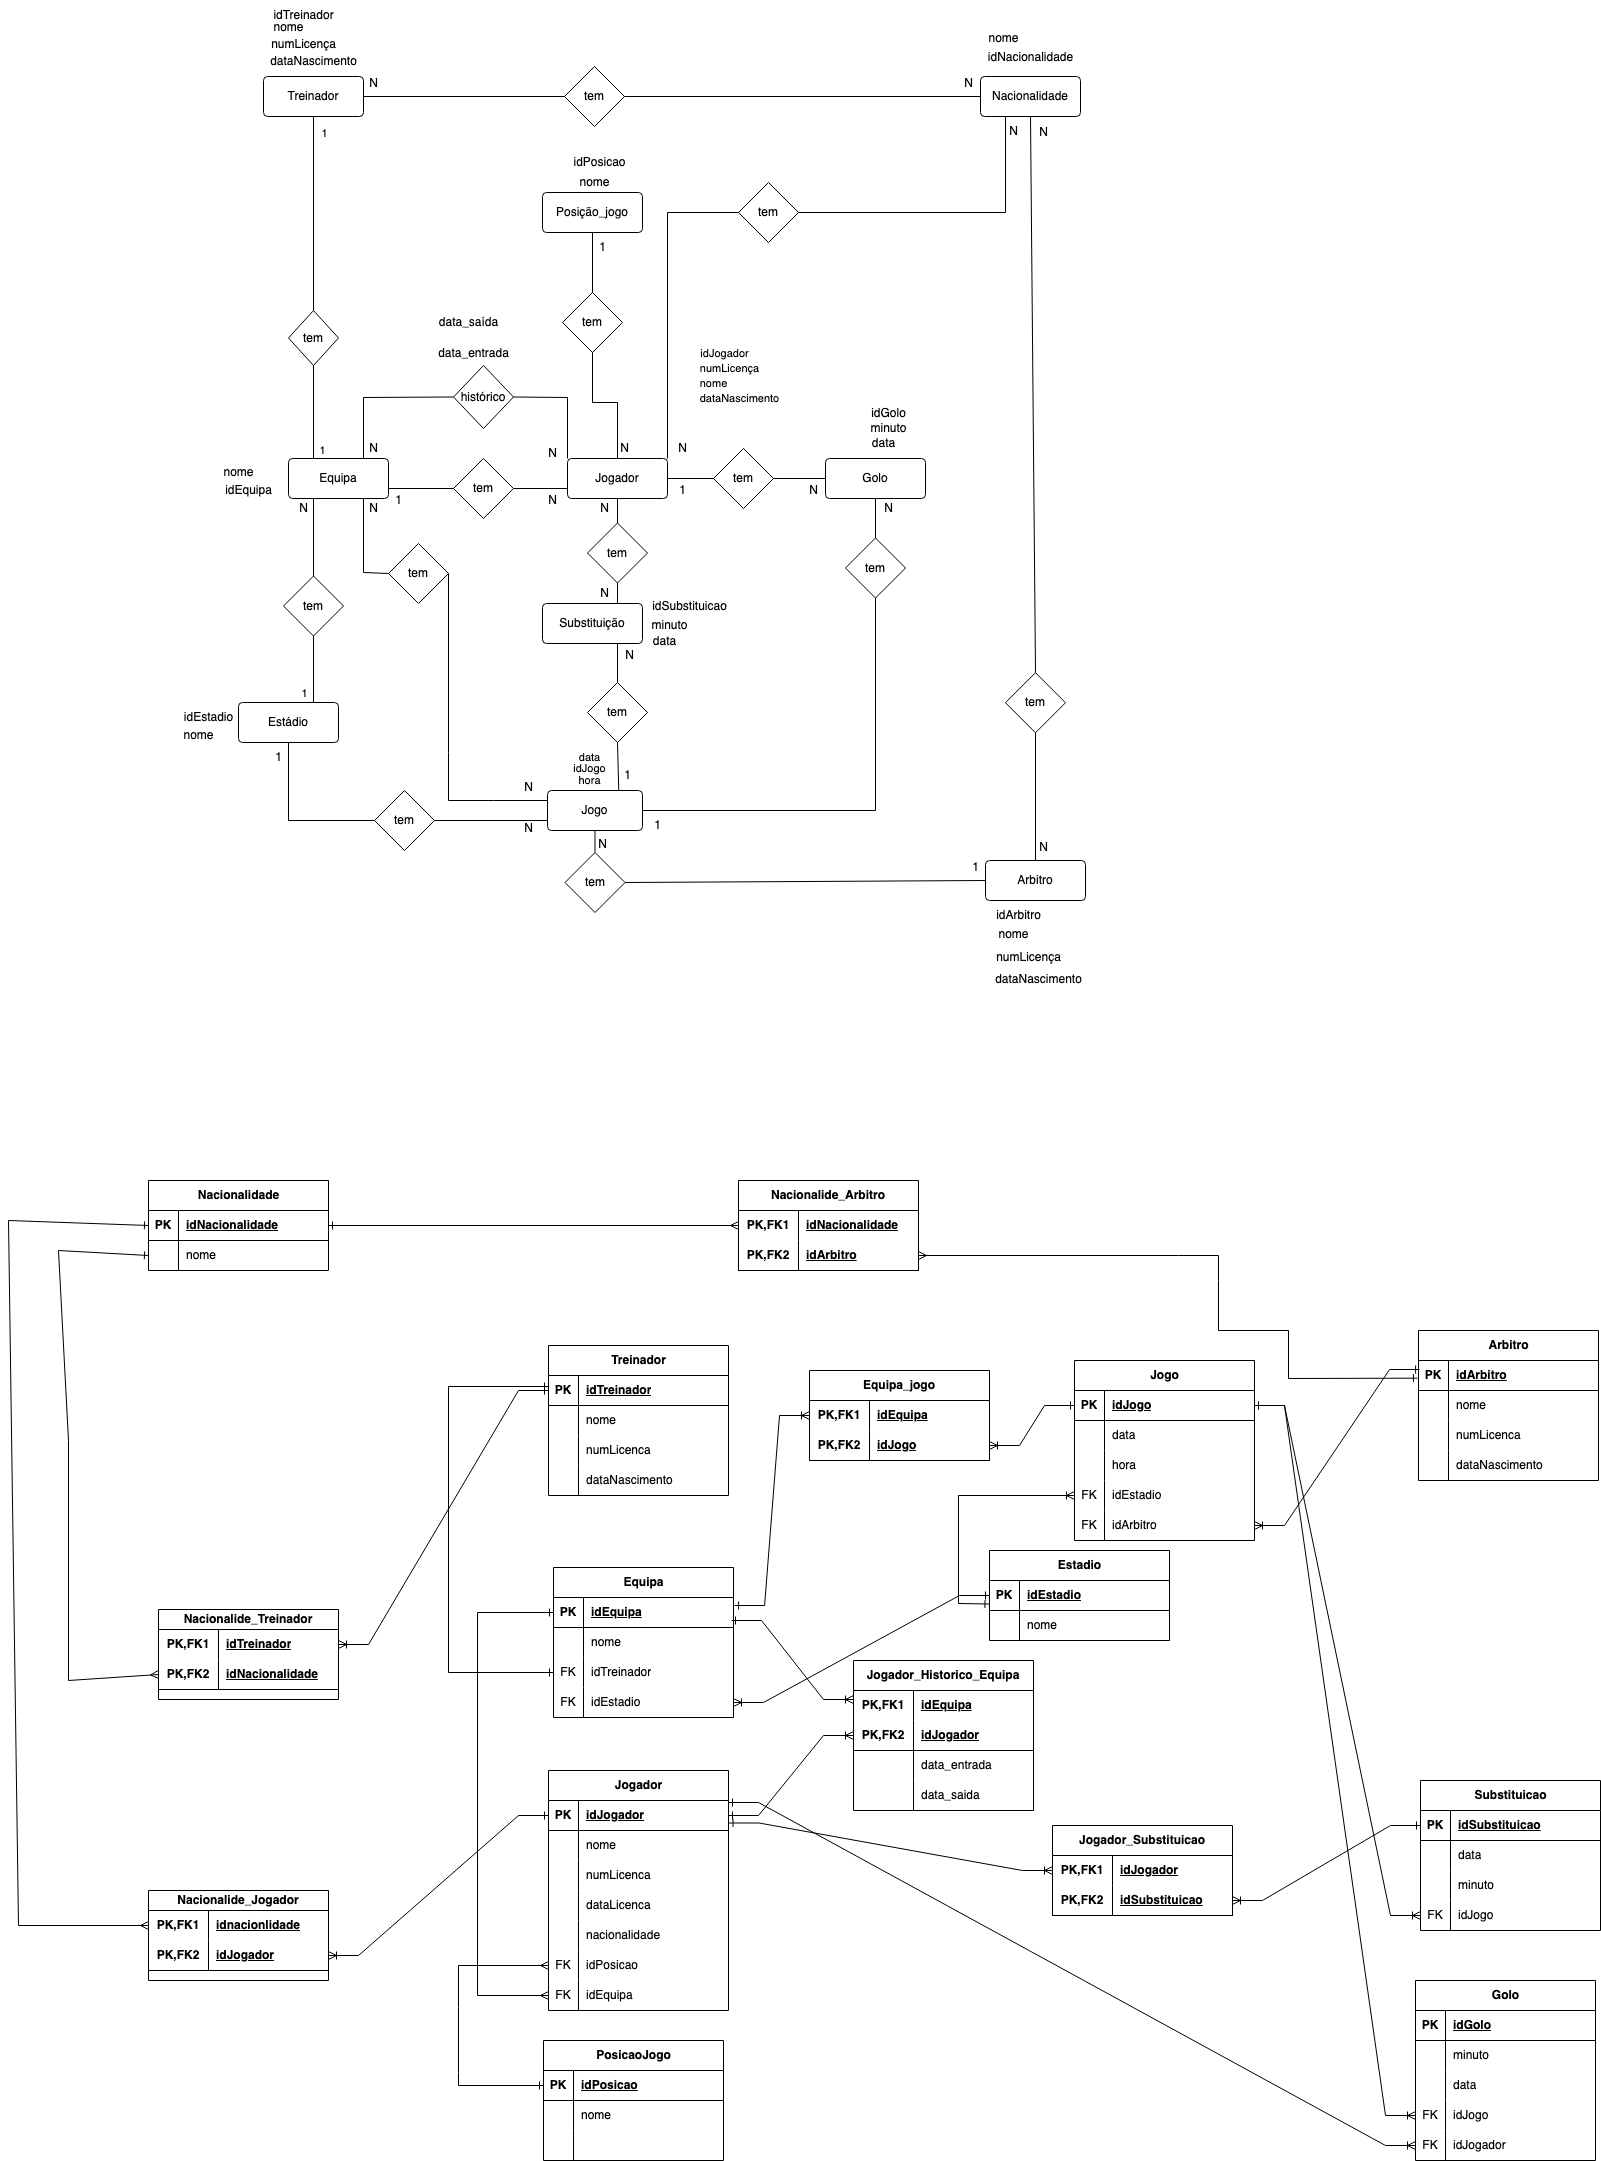 idTreinador
nome
numLicença
dataNascimento
Treinador
N
tem
N
nome
idNacionalidade
Nacionalidade
1
N
N
idPosicao
nome
Posição_jogo
1
tem
tem
tem
data_saída
data_entrada
histórico
idJogador
numLicença
nome
dataNascimento
idGolo
minuto
data
1
N
N
N
N
nome
idEquipa
Equipa
1
tem
N
Jogador
1
tem
N
Golo
N
N
N
N
tem
tem
tem
tem
N
Substituição
idSubstituicao
minuto
data
N
1
idEstadio
nome
Estádio
1
tem
tem
data
idJogo
hora
1
N
Jogo
1
tem
N
N
N
tem
1
Arbitro
idArbitro
nome
numLicença
dataNascimento
Nacionalidade
PK idNacionalidade
nome
Nacionalide_Arbitro
PK,FK1 idNacionalidade
PK,FK2 idArbitro
Arbitro
PK idArbitro
nome
numLicenca
dataNascimento
Treinador
PK idTreinador
nome
numLicenca
dataNascimento
Equipa_jogo
PK,FK1 idEquipa
PK,FK2 idJogo
Jogo
PK idJogo
data
hora
FK idEstadio
FK idArbitro
Estadio
PK idEstadio
nome
Equipa
PK idEquipa
nome
FK idTreinador
FK idEstadio
Nacionalide_Treinador
PK,FK1 idTreinador
PK,FK2 idNacionalidade
Jogador_Historico_Equipa
PK,FK1 idEquipa
PK,FK2 idJogador
data_entrada
data_saida
Jogador
PK idJogador
nome
numLicenca
dataLicenca
nacionalidade
FK idPosicao
FK idEquipa
Jogador_Substituicao
PK,FK1 idJogador
PK,FK2 idSubstituicao
Substituicao
PK idSubstituicao
data
minuto
FK idJogo
Nacionalide_Jogador
PK,FK1 idnacionlidade
PK,FK2 idJogador
Golo
PK idGolo
minuto
data
FK idJogo
FK idJogador
PosicaoJogo
PK idPosicao
nome